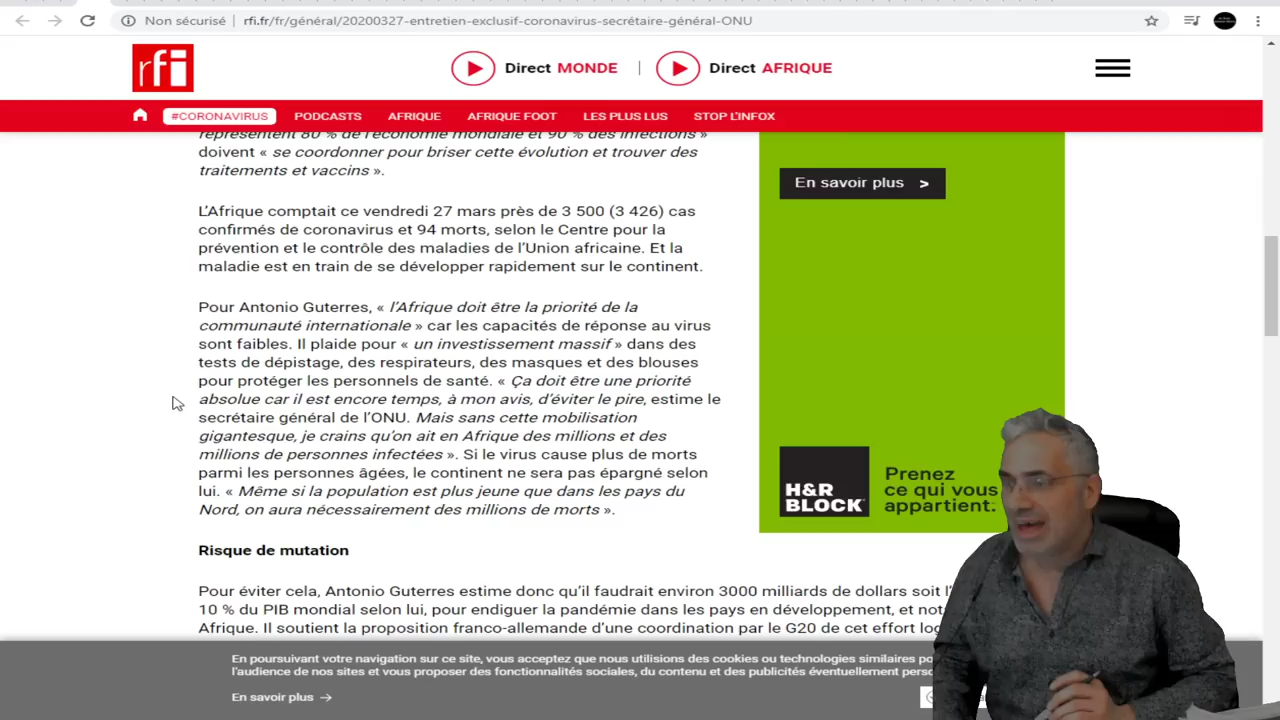 Non sécurisé | rfi.fr/fr/général/20200327-entretien-exclusif-coronavirus-secrétaire-général-ONU
rfi
Direct MONDE | Direct AFRIQUE
#CORONAVIRUS PODCASTS AFRIQUE AFRIQUE FOOT LES PLUS LUS STOP L'INFOX
représentent 80 % de l'économie mondiale et 90 % des infections »
doivent « se coordonner pour briser cette évolution et trouver des
traitements et vaccins ».
L'Afrique comptait ce vendredi 27 mars près de 3 500 (3 426) cas
confirmés de coronavirus et 94 morts, selon le Centre pour la
prévention et le contrôle des maladies de l'Union africaine. Et la
maladie est en train de se développer rapidement sur le continent.
Pour Antonio Guterres, « l'Afrique doit être la priorité de la
communauté internationale » car les capacités de réponse au virus
sont faibles. Il plaide pour « un investissement massif » dans des
tests de dépistage, des respirateurs, des masques et des blouses
pour protéger les personnels de santé. « Ça doit être une priorité
absolue car il est encore temps, à mon avis, d'éviter le pire, estime le
secrétaire général de l'ONU. Mais sans cette mobilisation
gigantesque, je crains qu'on ait en Afrique des millions et des
millions de personnes infectées ». Si le virus cause plus de morts
parmi les personnes âgées, le continent ne sera pas épargné selon
lui. « Même si la population est plus jeune que dans les pays du
Nord, on aura nécessairement des millions de morts ».
Risque de mutation
Pour éviter cela, Antonio Guterres estime donc qu'il faudrait environ 3000 milliards de dollars soit
10 % du PIB mondial selon lui, pour endiguer la pandémie dans les pays en développement, et
Afrique. Il soutient la proposition franco-allemande d'une coordination par le G20 de cet effort
En savoir plus >
H&R
BLOCK
Prenez
ce qui vous
appartient.
En poursuivant votre navigation sur ce site, vous acceptez que nous utilisions des cookies ou technologies similaires
l'audience de nos sites et vous proposer des fonctionnalités sociales, du contenu et des publicités éventuellement
En savoir plus →